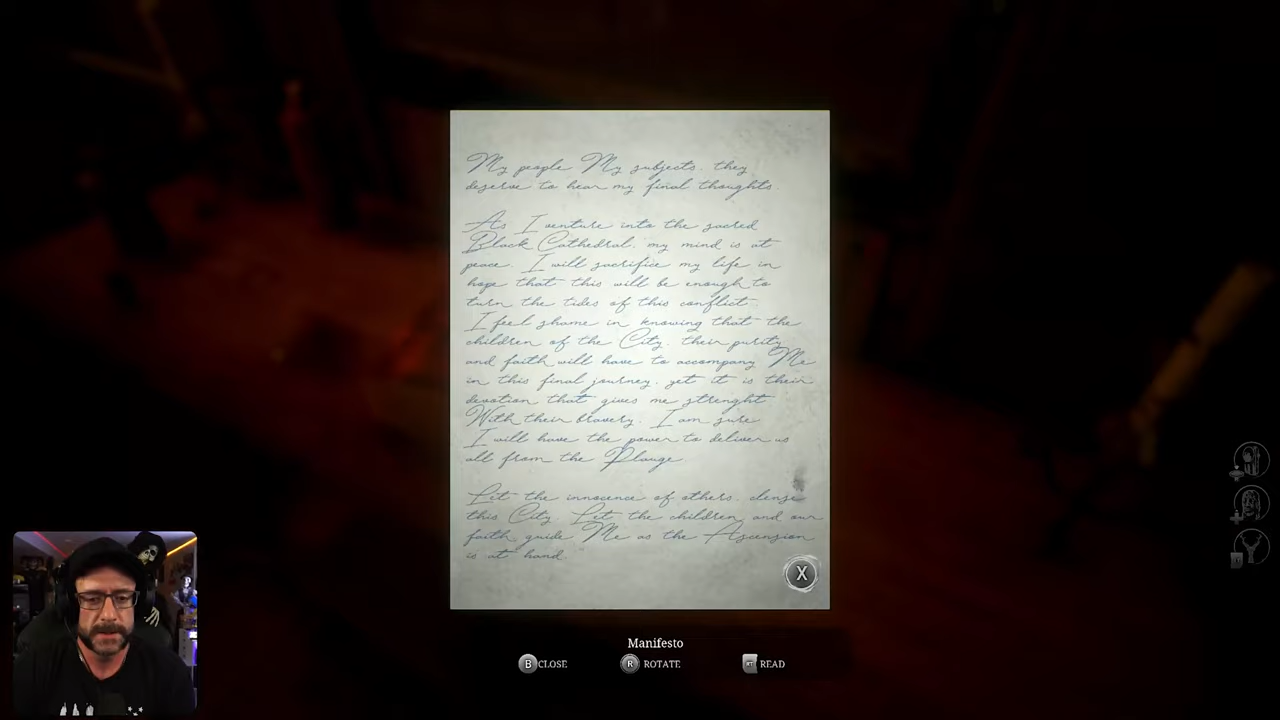 My people My subjects, they
deserve to hear my final thoughts.
As I venture into the sacred
Black Cathedral, my mind is at
peace. I will sacrifice my life in
hope that this will be enough to
turn the tides of this conflict.
I feel shame in knowing that the
children of the City, their purity
and faith will have to accompany Me
in this final journey, yet it is their
devotion that gives me strenght
With their bravery, I am sure
I will have the power to deliver us
all from the Plauge.
Let the innocence of others, clense
this City Let the children and our
faith guide Me as the Ascension
is at hand
X
Manifesto
B CLOSE R ROTATE RT READ